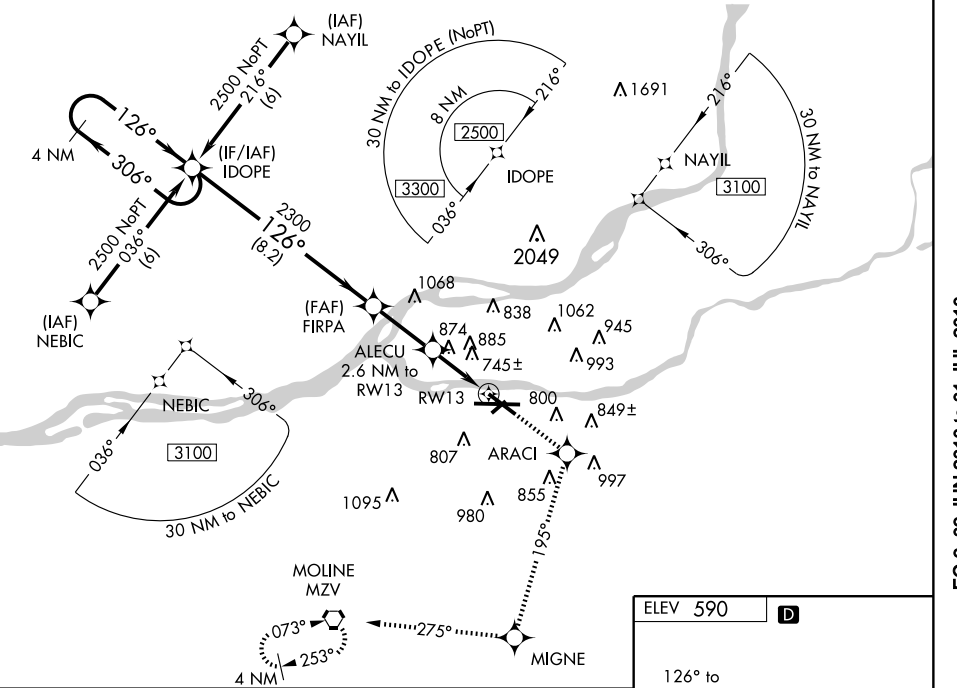 (IAF)
NAYIL
2500 NoPT
216°
(6)
30 NM to IDOPE (NoPT)
8 NM
2500
216°
IDOPE
3300
036°
1691
216°
NAYIL
3100
30 NM to NAYIL
306°
126°
4 NM
306°
(IF/IAF)
IDOPE
2500 NoPT
036°
(6)
(IAF)
NEBIC
2300
126°
(8.2)
2049
(FAF)
FIRPA
1068
838
1062
945
874
885
745±
993
ALECU
2.6 NM to
RW13
RW13
800
849±
NEBIC
306°
036°
3100
30 NM to NEBIC
807
ARACI
997
855
1095
980
195°
MOLINE
MZV
073°
253°
4 NM
275°
MIGNE
ELEV 590
D
126° to